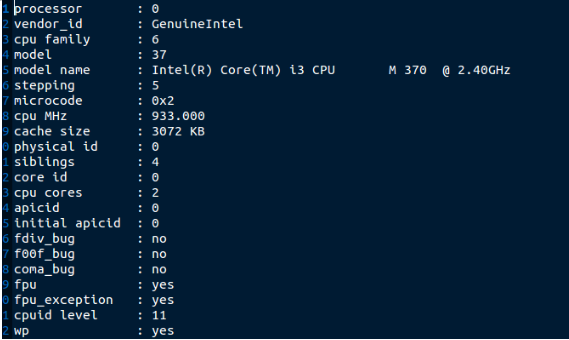 1 processor : 0
2 vendor_id : GenuineIntel
3 cpu family : 6
4 model : 37
5 model name : Intel(R) Core(TM) i3 CPU M 370 @ 2.40GHz
6 stepping : 5
7 microcode : 0x2
8 cpu MHz : 933.000
9 cache size : 3072 KB
0 physical id : 0
1 siblings : 4
2 core id : 0
3 cpu cores : 2
4 apicid : 0
5 initial apicid : 0
6 fdiv_bug : no
7 f00f_bug : no
8 coma_bug : no
9 fpu : yes
0 fpu_exception : yes
1 cpuid level : 11
2 wp : yes